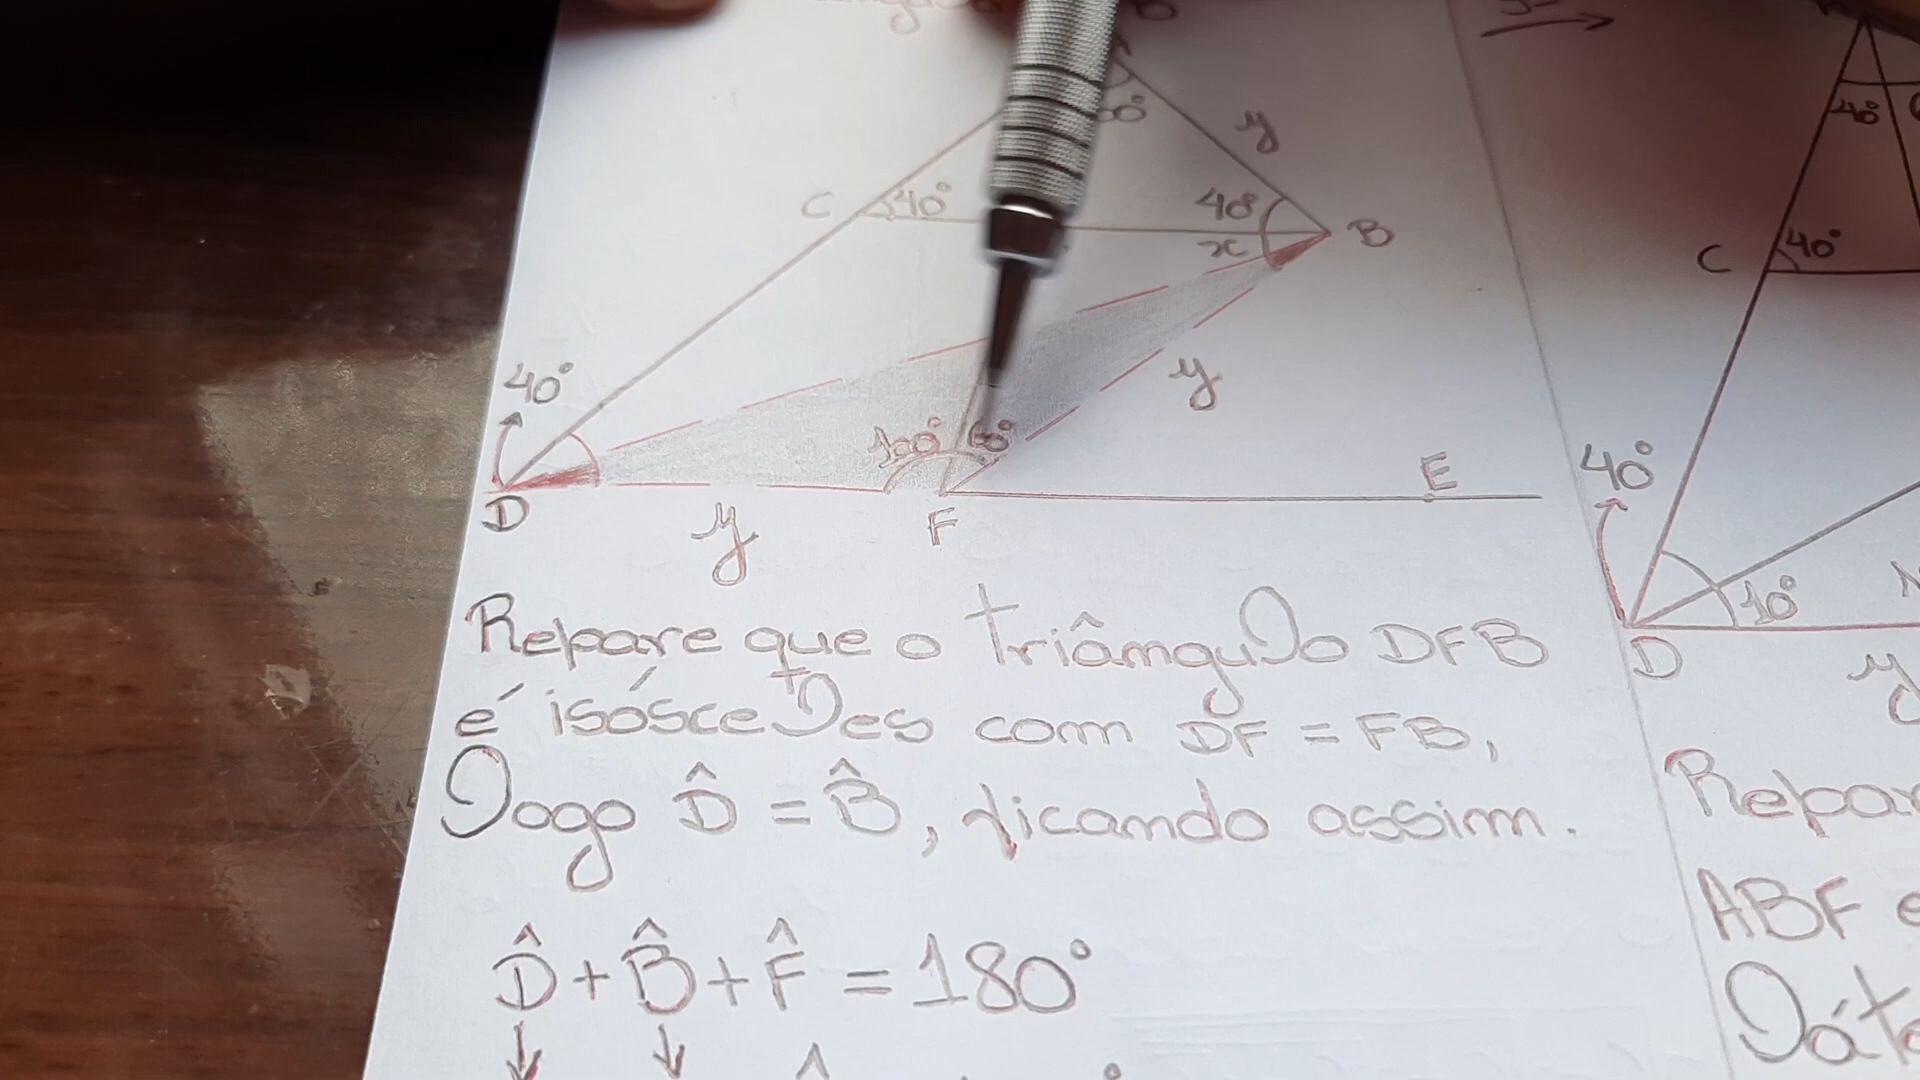 y
C 40° 40° B
x
40°
y
100° 60°
E
D y F
Repare que o triângulo DFB
é isósceles com DF = FB,
logo D̂ = B̂, ficando assim.
D̂ + B̂ + F̂ = 180°
40°
C 40°
40°
10°
D y
ABF